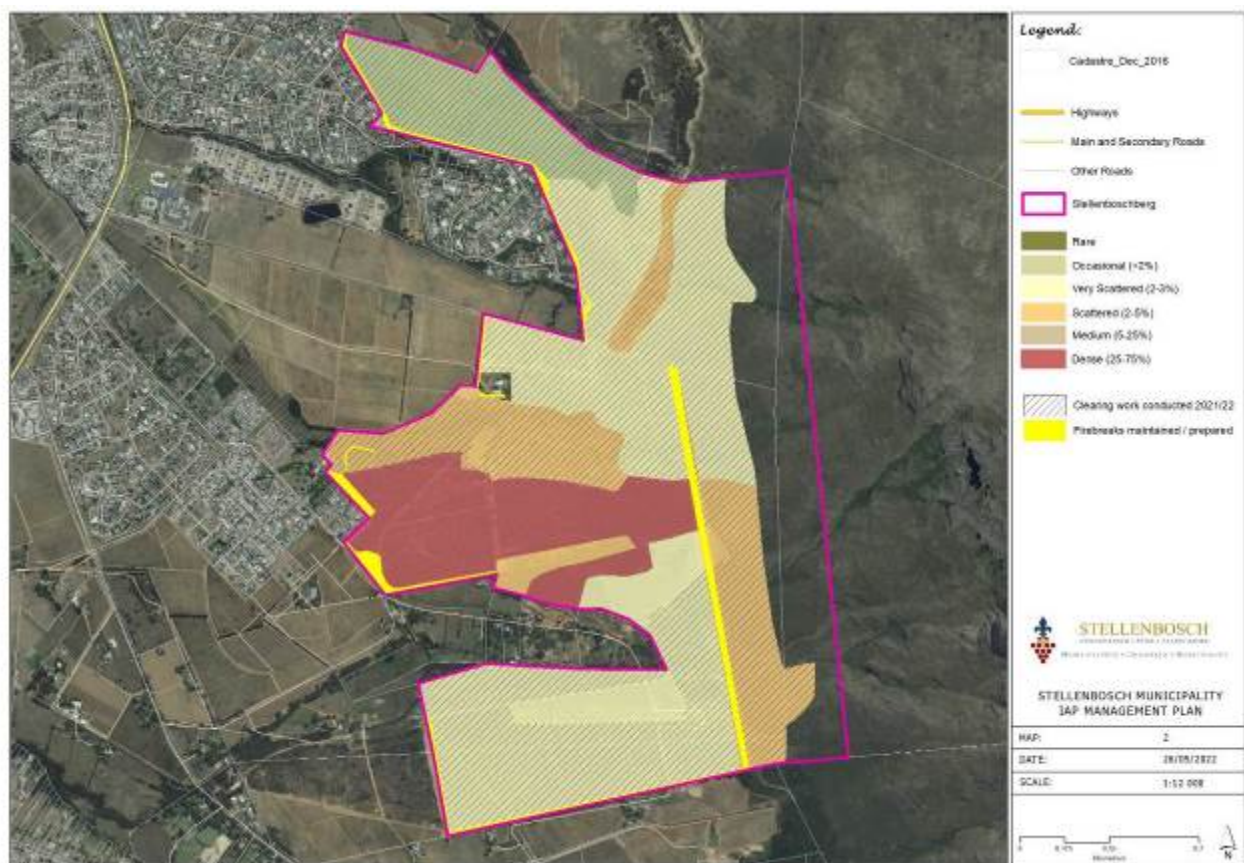 Legend:
Cadastre_Dec_2016
Highways
Main and Secondary Roads
Other Roads
Stellenboschberg
Rare
Occasional (<2%)
Very Scattered (2-3%)
Scattered (2-5%)
Medium (5-25%)
Dense (25-75%)
Clearing work conducted 2021/22
Firebreaks maintained / prepared
STELLENBOSCH
STELLENBOSCH MUNICIPALITY
IAP MANAGEMENT PLAN
MAP: 2
DATE: 26/05/2022
SCALE: 1:12 000
0
N